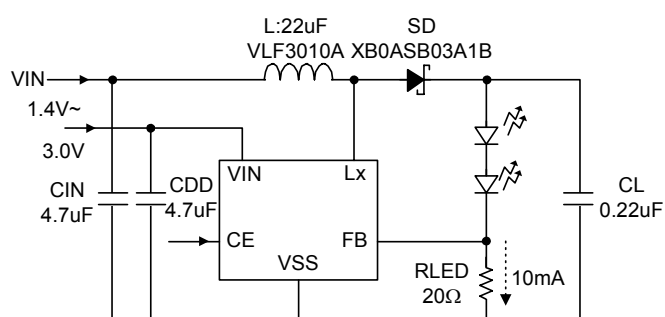 L:22uF
SD
VLF3010A
XB0ASB03A1B
VIN
1.4V~
3.0V
VIN
Lx
CIN
4.7uF
CDD
4.7uF
CL
0.22uF
CE
FB
VSS
RLED
20Ω
10mA